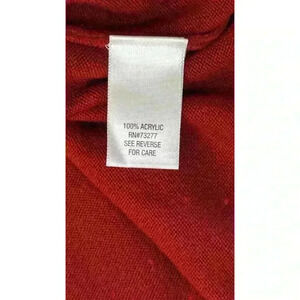 100% ACRYLIC
RN#73277
SEE REVERSE
FOR CARE